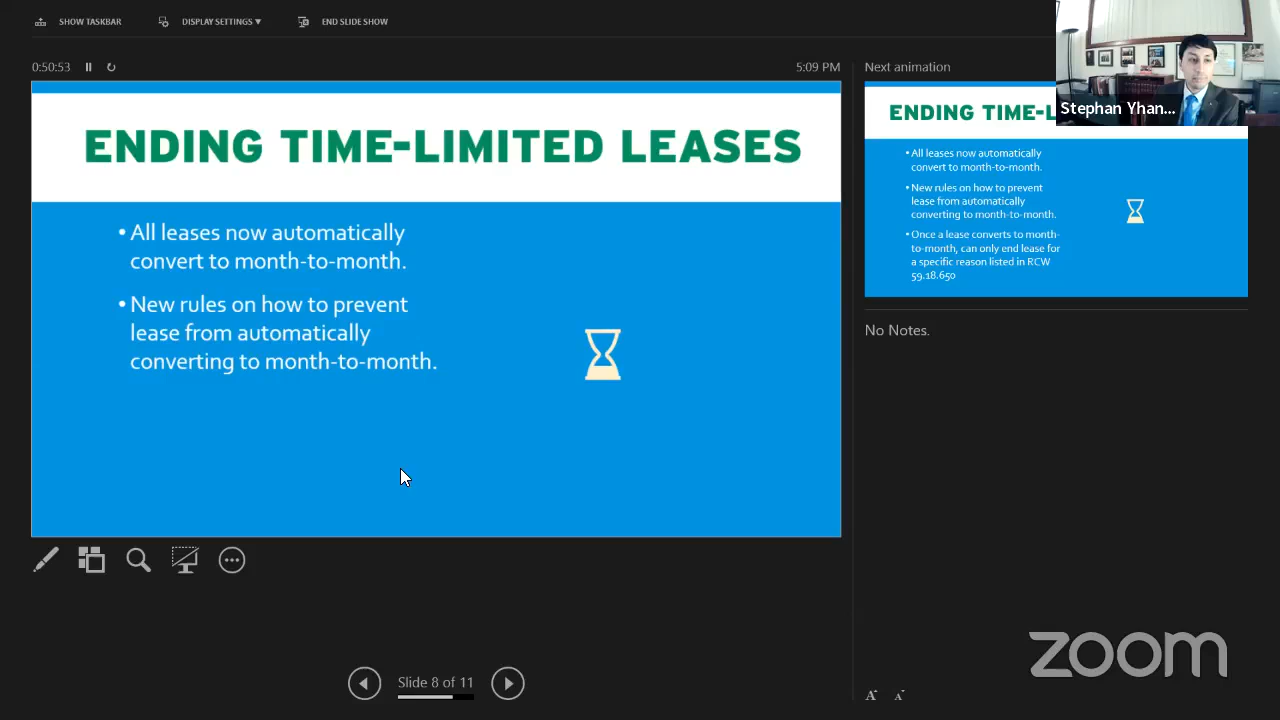 SHOW TASKBAR
DISPLAY SETTINGS ▼
END SLIDE SHOW
0:50:53
5:09 PM
ENDING TIME-LIMITED LEASES
• All leases now automatically
convert to month-to-month.
• New rules on how to prevent
lease from automatically
converting to month-to-month.
Slide 8 of 11
Next animation
Stephan Yhan...
ENDING TIME-L
• All leases now automatically
convert to month-to-month.
• New rules on how to prevent
lease from automatically
converting to month-to-month.
• Once a lease converts to month-
to-month, can only end lease for
a specific reason listed in RCW
59.18.650
No Notes.
zoom
A A